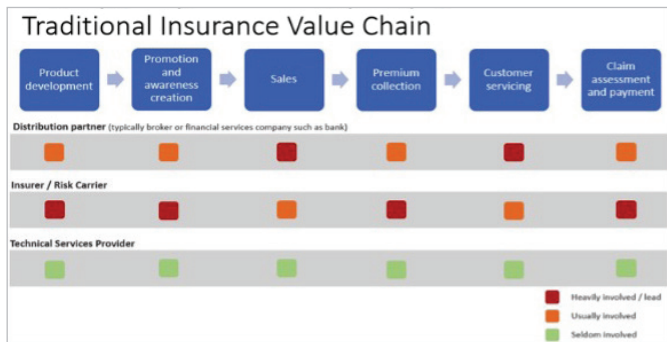 Traditional Insurance Value Chain
Product
development
Promotion
and
awareness
creation
Sales
Premium
collection
Customer
servicing
Claim
assessment
and payment
Distribution partner (typically broker or financial services company such as bank)
Insurer / Risk Carrier
Technical Services Provider
Heavily involved / lead
Usually involved
Seldom involved